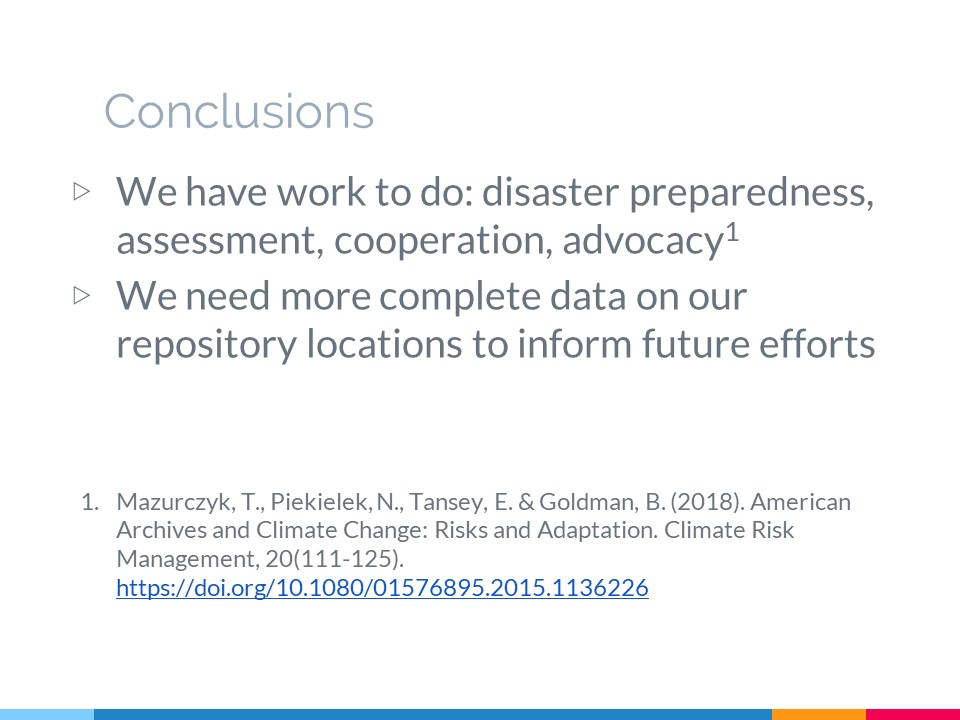 Conclusions
▷ We have work to do: disaster preparedness,
assessment, cooperation, advocacy¹
▷ We need more complete data on our
repository locations to inform future efforts
1. Mazurczyk, T., Piekielek, N., Tansey, E. & Goldman, B. (2018). American
Archives and Climate Change: Risks and Adaptation. Climate Risk
Management, 20(111-125).
https://doi.org/10.1080/01576895.2015.1136226